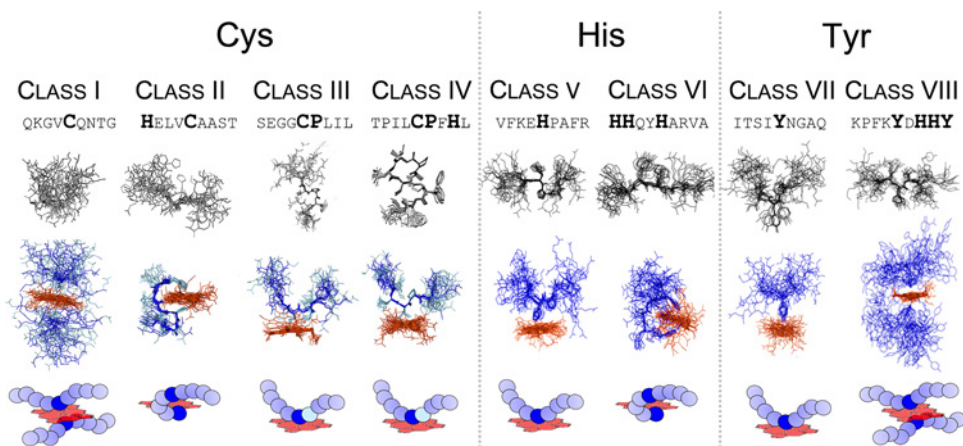 Cys His Tyr
CLASS I CLASS II CLASS III CLASS IV CLASS V CLASS VI CLASS VII CLASS VIII
QKGVCQNTG HELVCAAST SEGGCPLIL TPILCPFHL VFKEHPAFR HHQYHARVA ITSIYNGAQ KPFKYDHHY